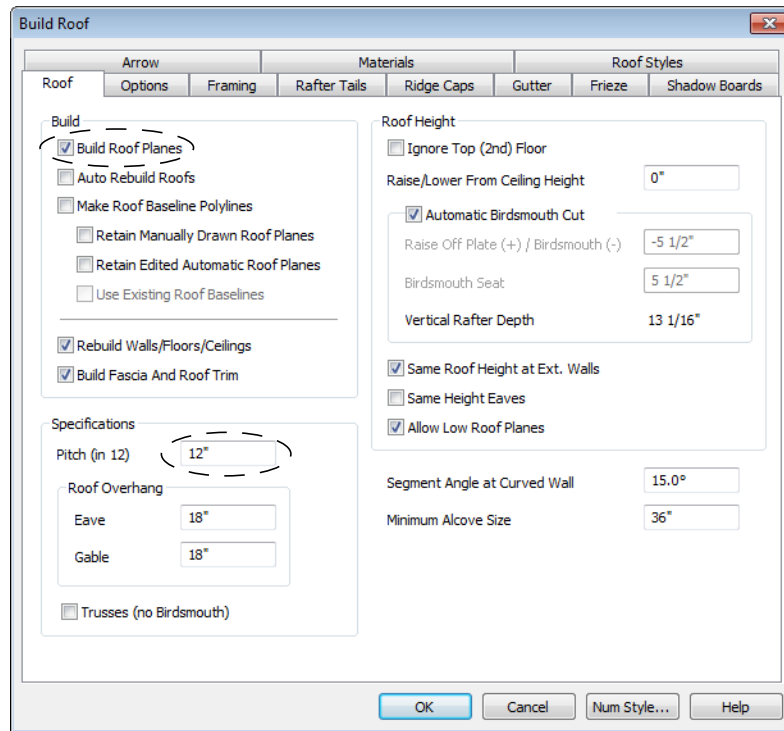 Build Roof
Arrow Materials Roof Styles
Roof Options Framing Rafter Tails Ridge Caps Gutter Frieze Shadow Boards
Build
Build Roof Planes
Auto Rebuild Roofs
Make Roof Baseline Polylines
Retain Manually Drawn Roof Planes
Retain Edited Automatic Roof Planes
Use Existing Roof Baselines
Rebuild Walls/Floors/Ceilings
Build Fascia And Roof Trim
Specifications
Pitch (in 12) 12"
Roof Overhang
Eave 18"
Gable 18"
Trusses (no Birdsmouth)
Roof Height
Ignore Top (2nd) Floor
Raise/Lower From Ceiling Height 0"
Automatic Birdsmouth Cut
Raise Off Plate (+) / Birdsmouth (-) -5 1/2"
Birdsmouth Seat 5 1/2"
Vertical Rafter Depth 13 1/16"
Same Roof Height at Ext. Walls
Same Height Eaves
Allow Low Roof Planes
Segment Angle at Curved Wall 15.0°
Minimum Alcove Size 36"
OK Cancel Num Style... Help